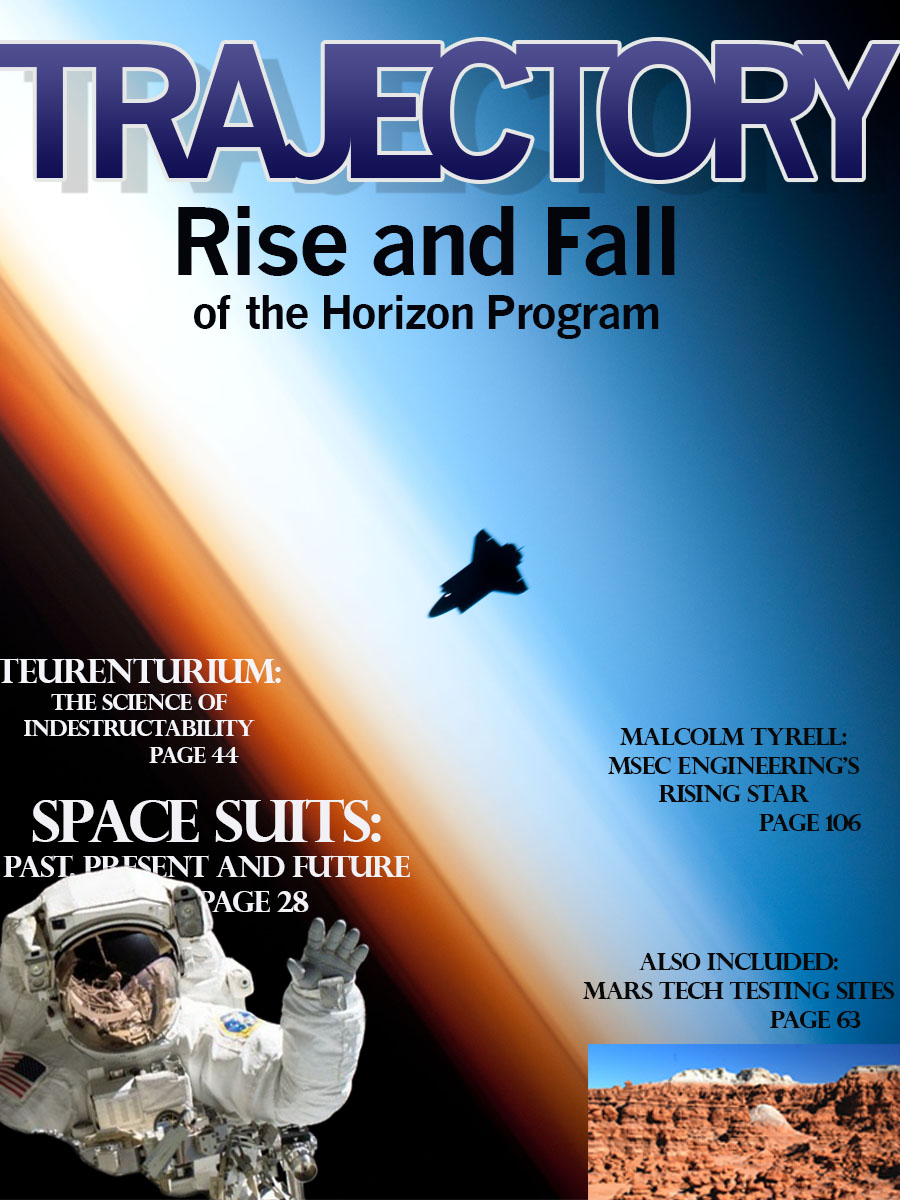 TRAJECTORY
Rise and Fall
of the Horizon Program
TEURENTURIUM:
THE SCIENCE OF
INDESTRUCTABILITY
PAGE 44
SPACE SUITS:
PAST, PRESENT AND FUTURE
PAGE 28
MALCOLM TYRELL:
MSEC ENGINEERING'S
RISING STAR
PAGE 106
ALSO INCLUDED:
MARS TECH TESTING SITES
PAGE 63